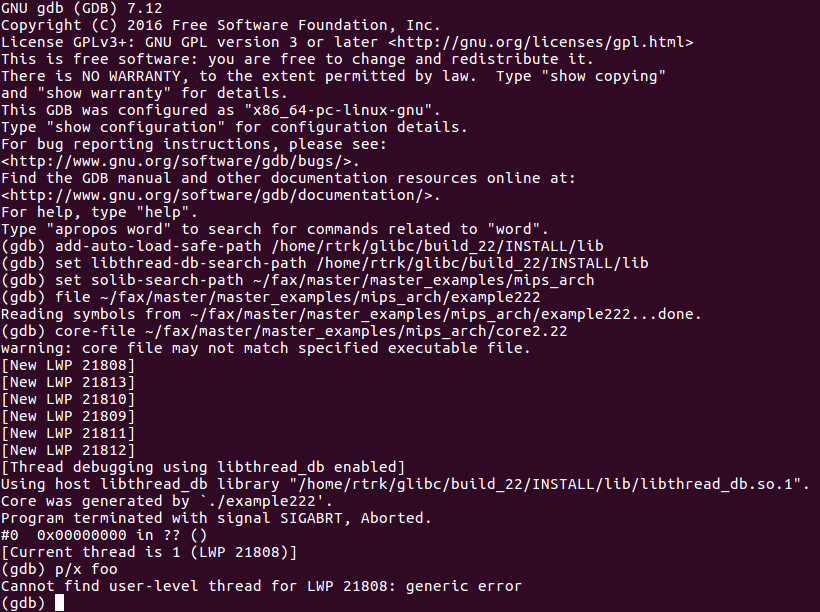 GNU gdb (GDB) 7.12
Copyright (C) 2016 Free Software Foundation, Inc.
License GPLv3+: GNU GPL version 3 or later <http://gnu.org/licenses/gpl.html>
This is free software: you are free to change and redistribute it.
There is NO WARRANTY, to the extent permitted by law.  Type "show copying"
and "show warranty" for details.
This GDB was configured as "x86_64-pc-linux-gnu".
Type "show configuration" for configuration details.
For bug reporting instructions, please see:
<http://www.gnu.org/software/gdb/bugs/>.
Find the GDB manual and other documentation resources online at:
<http://www.gnu.org/software/gdb/documentation/>.
For help, type "help".
Type "apropos word" to search for commands related to "word".
(gdb) add-auto-load-safe-path /home/rtrk/glibc/build_22/INSTALL/lib
(gdb) set libthread-db-search-path /home/rtrk/glibc/build_22/INSTALL/lib
(gdb) set solib-search-path ~/fax/master/master_examples/mips_arch
(gdb) file ~/fax/master/master_examples/mips_arch/example222
Reading symbols from ~/fax/master/master_examples/mips_arch/example222...done.
(gdb) core-file ~/fax/master/master_examples/mips_arch/core2.22
warning: core file may not match specified executable file.
[New LWP 21808]
[New LWP 21813]
[New LWP 21810]
[New LWP 21809]
[New LWP 21811]
[New LWP 21812]
[Thread debugging using libthread_db enabled]
Using host libthread_db library "/home/rtrk/glibc/build_22/INSTALL/lib/libthread_db.so.1".
Core was generated by `./example222'.
Program terminated with signal SIGABRT, Aborted.
#0  0x00000000 in ?? ()
[Current thread is 1 (LWP 21808)]
(gdb) p/x foo
Cannot find user-level thread for LWP 21808: generic error
(gdb)